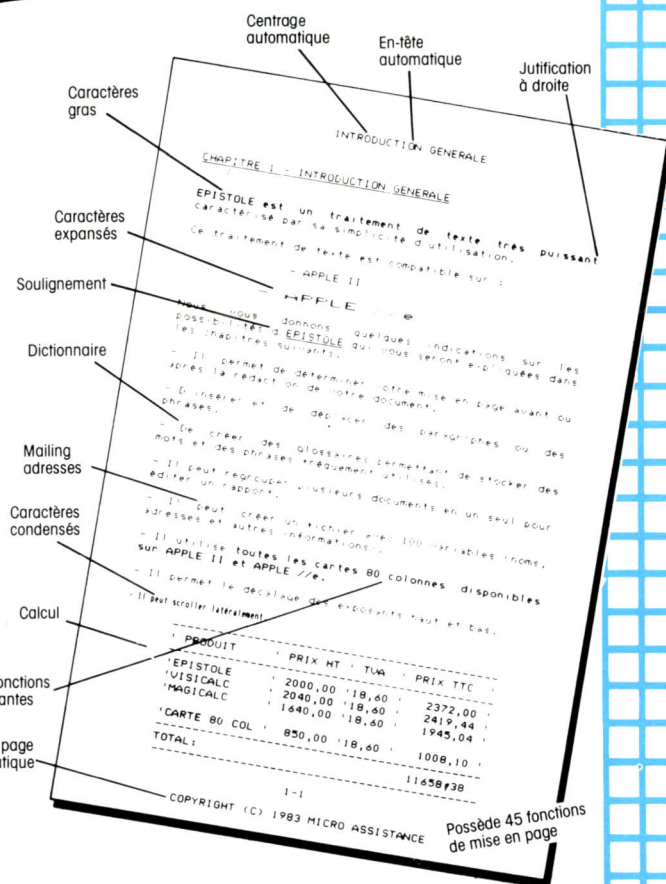 Centrage
automatique
En-tête
automatique
Jutification
à droite
Caractères
gras
Caractères
expansés
Soulignement
Dictionnaire
Mailing
adresses
Caractères
condensés
Calcul
onctions
antes
page
tique
INTRODUCTION GENERALE
CHAPITRE 1 - INTRODUCTION GENERALE
EPISTOLE est un traitement de texte très puissant
caractérisé par sa simplicité d'utilisation.
Ce traitement de texte est compatible sur :
- APPLE II
- APPLE //e
Nous vous donnons quelques indications sur les
possibilités d'EPISTOLE qui vous seront expliquées dans
les chapitres suivants.
- Il permet de déterminer votre mise en page avant ou
après la rédaction de votre document.
- D'insérer et de déplacer des paragraphes ou des
phrases.
- De créer des glossaires permettant de stocker des
mots et des phrases fréquement utilisés.
- Il peut regrouper plusieurs documents en un seul pour
éditer un rapport.
- Il peut créer un fichier avec 100 variables (noms,
adresses et autres informations).
- Il utilise toutes les cartes 80 colonnes disponibles
sur APPLE II et APPLE //e.
- Il permet le décalage des exposants haut et bas.
- Il peut scroller latéralement
PRODUIT PRIX HT TVA PRIX TTC
EPISTOLE 2000,00 18,60 2372,00
VISICALC 2040,00 18,60 2419,44
MAGICALC 1640,00 18,60 1945,04
CARTE 80 COL 850,00 18,60 1008,10
TOTAL: 11658,38
1-1
COPYRIGHT (C) 1983 MICRO ASSISTANCE
Possède 45 fonctions
de mise en page